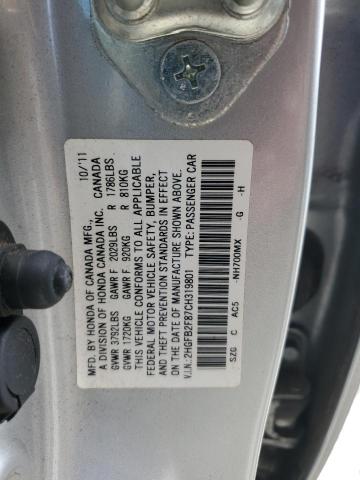 MFD. BY HONDA OF CANADA MFG., 10/11
A DIVISION OF HONDA CANADA INC. CANADA
GVWR 3792LBS GAWR F 2029LBS R 1786LBS
GVWR 1720KG GAWR F 920KG R 810KG
THIS VEHICLE CONFORMS TO ALL APPLICABLE
FEDERAL MOTOR VEHICLE SAFETY, BUMPER,
AND THEFT PREVENTION STANDARDS IN EFFECT
ON THE DATE OF MANUFACTURE SHOWN ABOVE.
V.I.N.: 2HGFB2F87CH319801 TYPE: PASSENGER CAR
SZG C AC5 -NH700MX -G -H